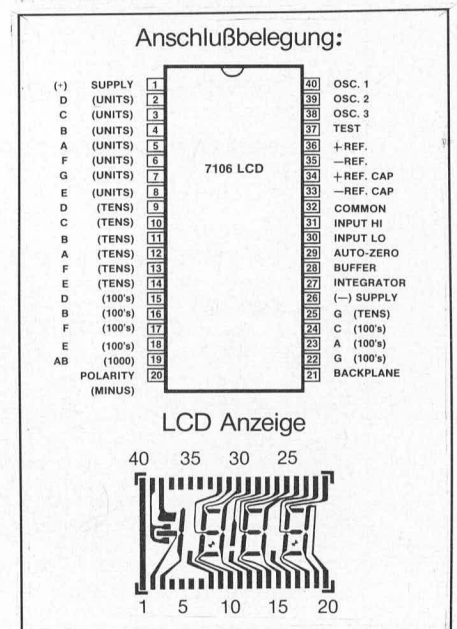 Anschlußbelegung:
(+) SUPPLY 1
D (UNITS) 2
C (UNITS) 3
B (UNITS) 4
A (UNITS) 5
F (UNITS) 6
G (UNITS) 7
E (UNITS) 8
D (TENS) 9
C (TENS) 10
B (TENS) 11
A (TENS) 12
F (TENS) 13
E (TENS) 14
D (100's) 15
B (100's) 16
F (100's) 17
E (100's) 18
AB (1000) 19
POLARITY 20
(MINUS)
7106 LCD
40 OSC. 1
39 OSC. 2
38 OSC. 3
37 TEST
36 +REF.
35 —REF.
34 +REF. CAP
33 —REF. CAP
32 COMMON
31 INPUT HI
30 INPUT LO
29 AUTO-ZERO
28 BUFFER
27 INTEGRATOR
26 (—) SUPPLY
25 G (TENS)
24 C (100's)
23 A (100's)
22 G (100's)
21 BACKPLANE
LCD Anzeige
40 35 30 25
1 5 10 15 20